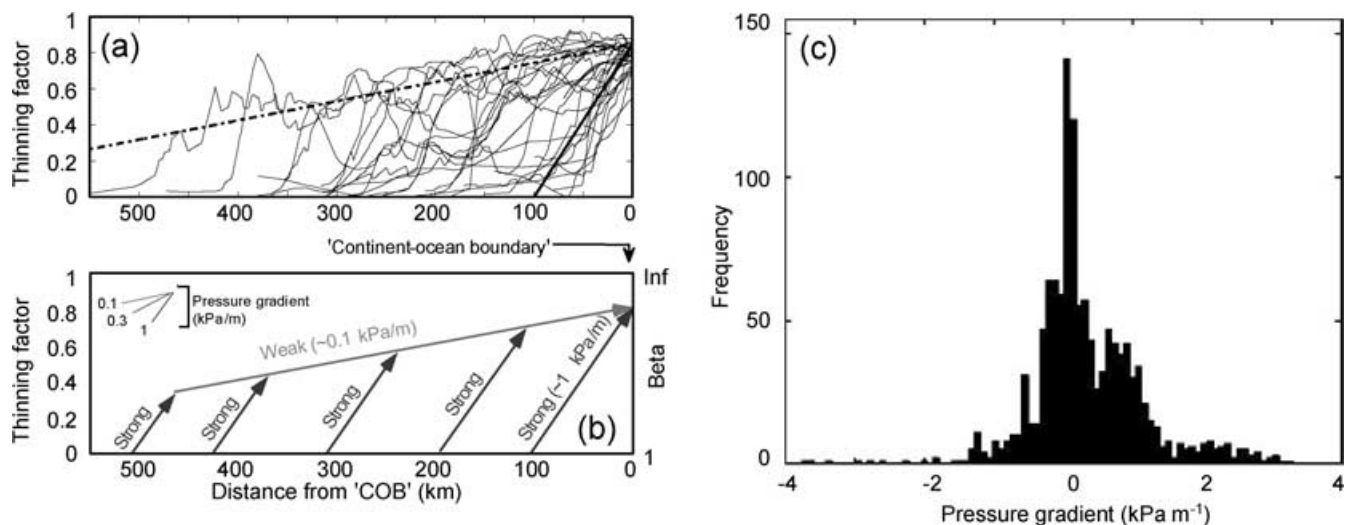 (a)
Thinning factor
1
0.8
0.6
0.4
0.2
0
500 400 300 200 100 0
'Continent-ocean boundary'
(b)
Thinning factor
1
0.8
0.6
0.4
0.2
0
0.1
0.3
1
Pressure gradient
(kPa/m)
Weak (~0.1 kPa/m)
Strong
Strong
Strong
Strong
Strong (~1 kPa/m)
Inf
Beta
1
500 400 300 200 100 0
Distance from 'COB' (km)
(c)
Frequency
150
100
50
0
-4 -2 0 2 4
Pressure gradient (kPa m-1)